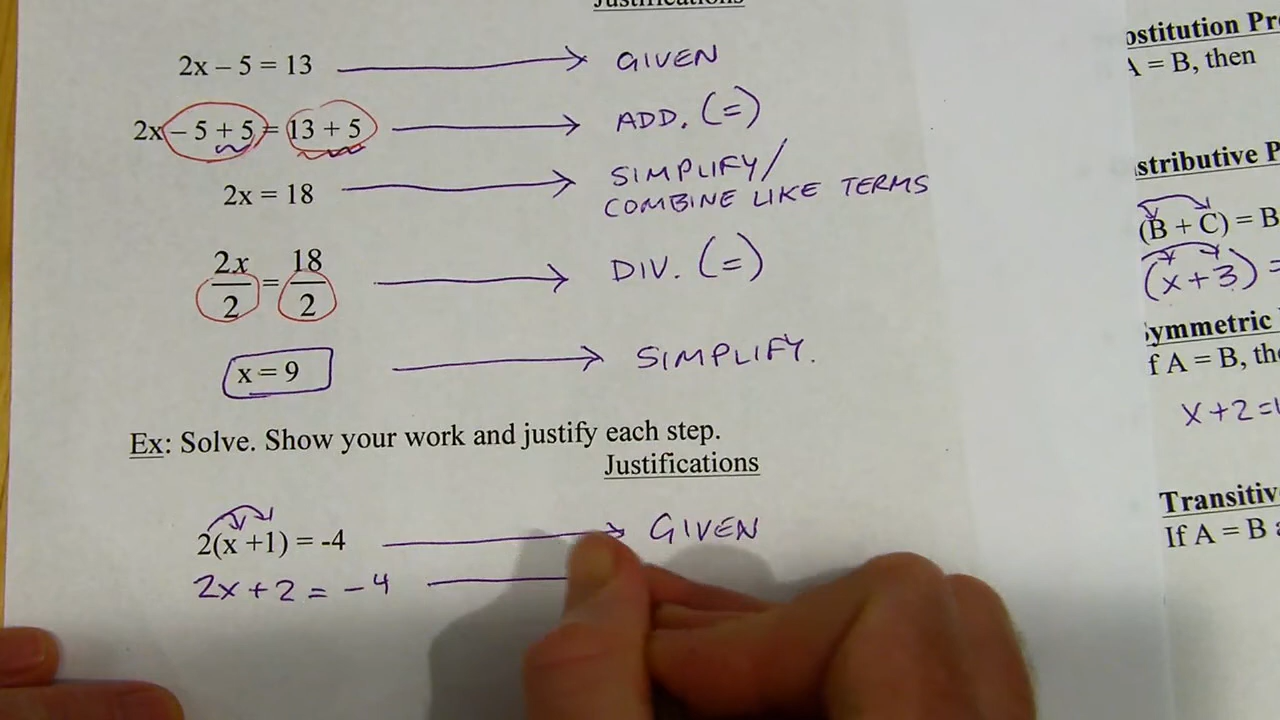 Justifications
2x – 5 = 13 GIVEN
2x – 5 + 5 = 13 + 5 ADD. (=)
2x = 18 SIMPLIFY/
COMBINE LIKE TERMS
2x/2 = 18/2 DIV. (=)
x = 9 SIMPLIFY.
Ex: Solve. Show your work and justify each step.
Justifications
2(x +1) = -4 GIVEN
2x + 2 = -4
A = B, then
(B + C) = B
(x + 3) =
f A = B, the
x + 2 =
If A = B